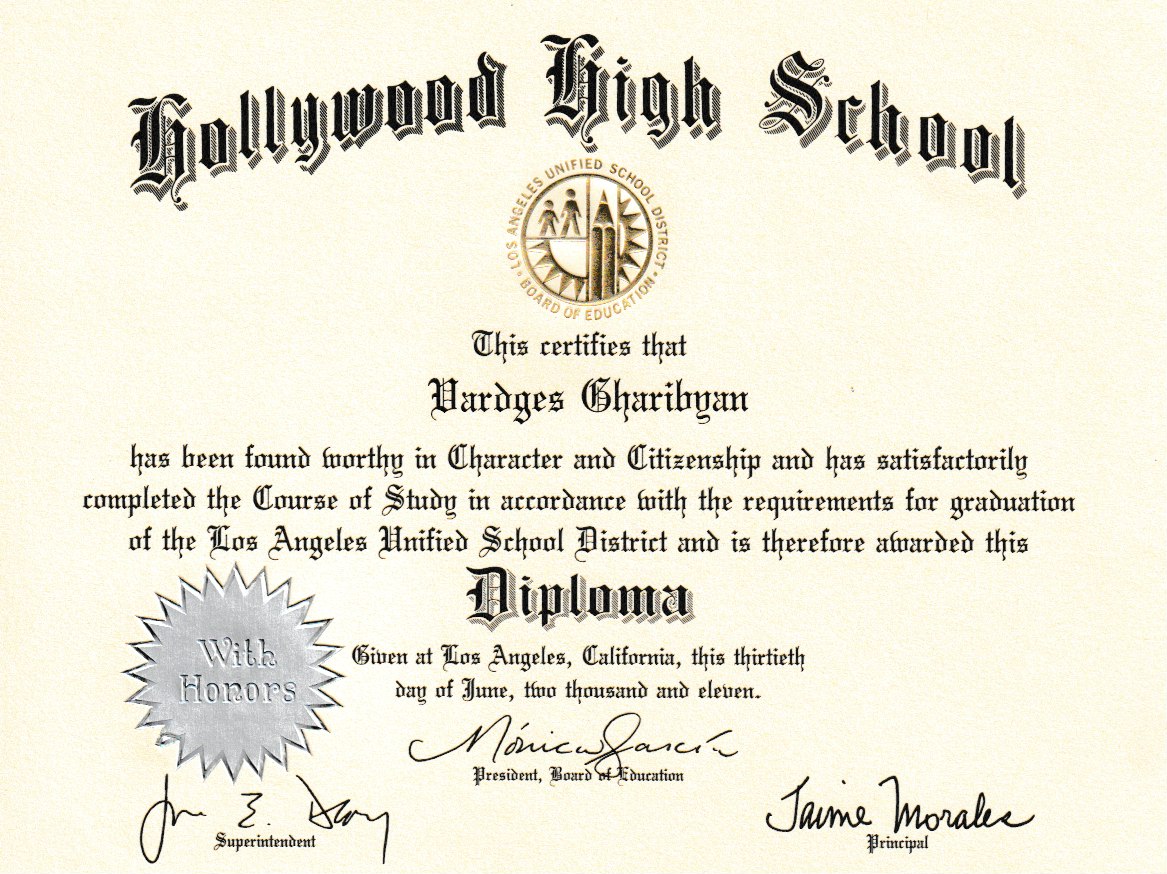 Hollywood High School
LOS ANGELES UNIFIED SCHOOL DISTRICT
BOARD OF EDUCATION
This certifies that
Vardges Gharibyan
has been found worthy in Character and Citizenship and has satisfactorily
completed the Course of Study in accordance with the requirements for graduation
of the Los Angeles Unified School District and is therefore awarded this
Diploma
With
Honors
Given at Los Angeles, California, this thirtieth
day of June, two thousand and eleven.
Mónica García
President, Board of Education
Superintendent
Jaime Morales
Principal